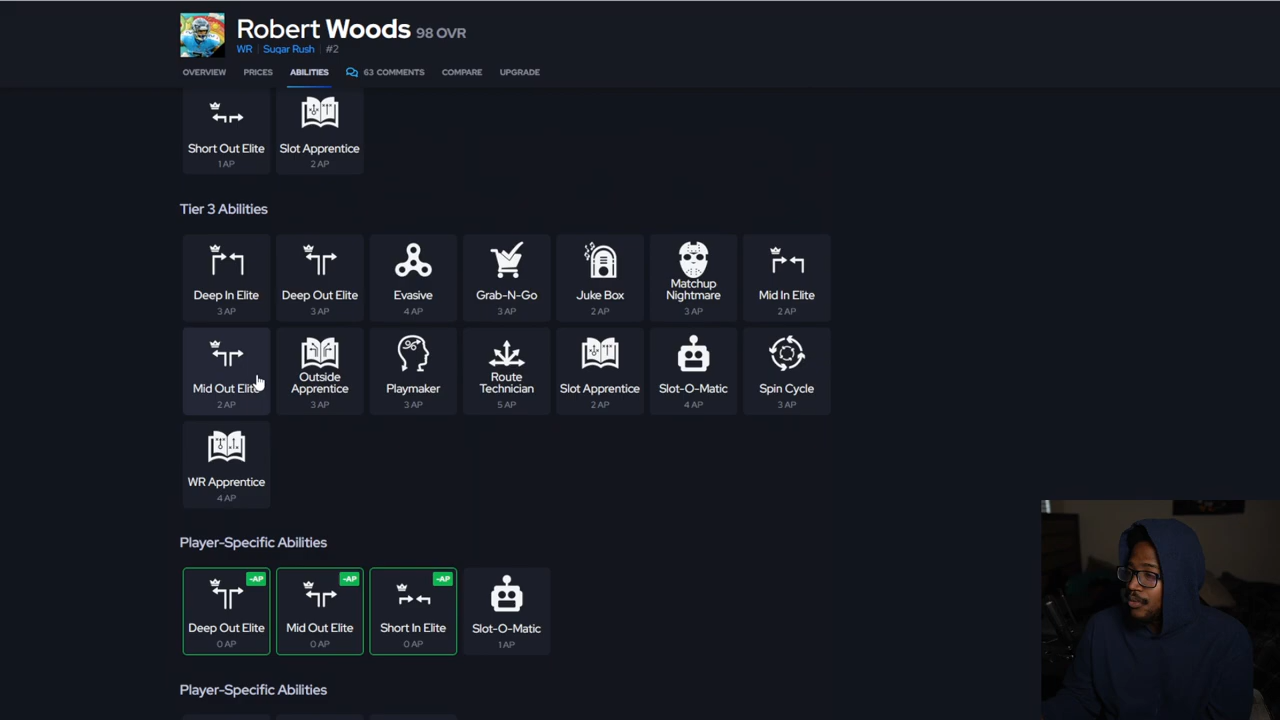 Robert Woods 98 OVR
WR | Sugar Rush | #2
OVERVIEW PRICES ABILITIES 63 COMMENTS COMPARE UPGRADE
Short Out Elite Slot Apprentice
1 AP 2 AP
Tier 3 Abilities
Deep In Elite Deep Out Elite Evasive Grab-N-Go Juke Box Matchup Nightmare Mid In Elite
3 AP 3 AP 4 AP 3 AP 2 AP 3 AP 2 AP
Mid Out Elite Outside Apprentice Playmaker Route Technician Slot Apprentice Slot-O-Matic Spin Cycle
2 AP 3 AP 3 AP 5 AP 2 AP 4 AP 3 AP
WR Apprentice
4 AP
Player-Specific Abilities
-AP -AP -AP
Deep Out Elite Mid Out Elite Short In Elite Slot-O-Matic
0 AP 0 AP 0 AP 1 AP
Player-Specific Abilities